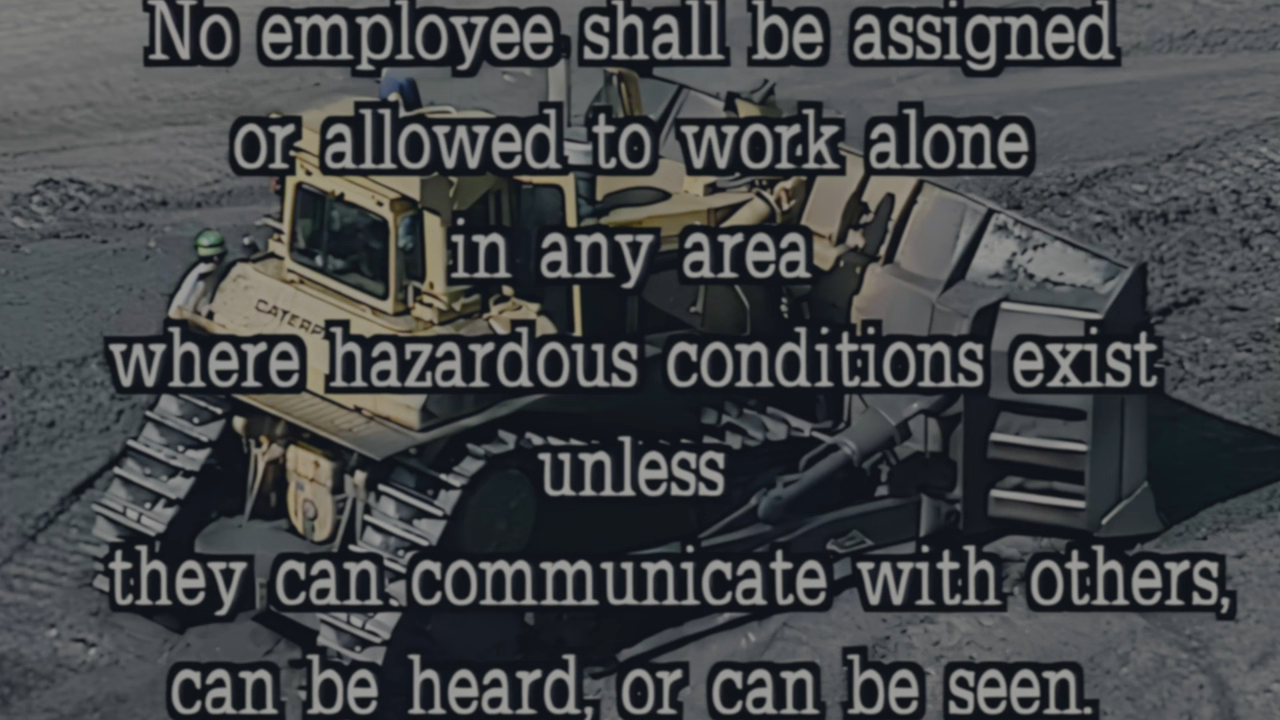 No employee shall be assigned
or allowed to work alone
in any area
CATERP
where hazardous conditions exist
unless
they can communicate with others,
can be heard, or can be seen.